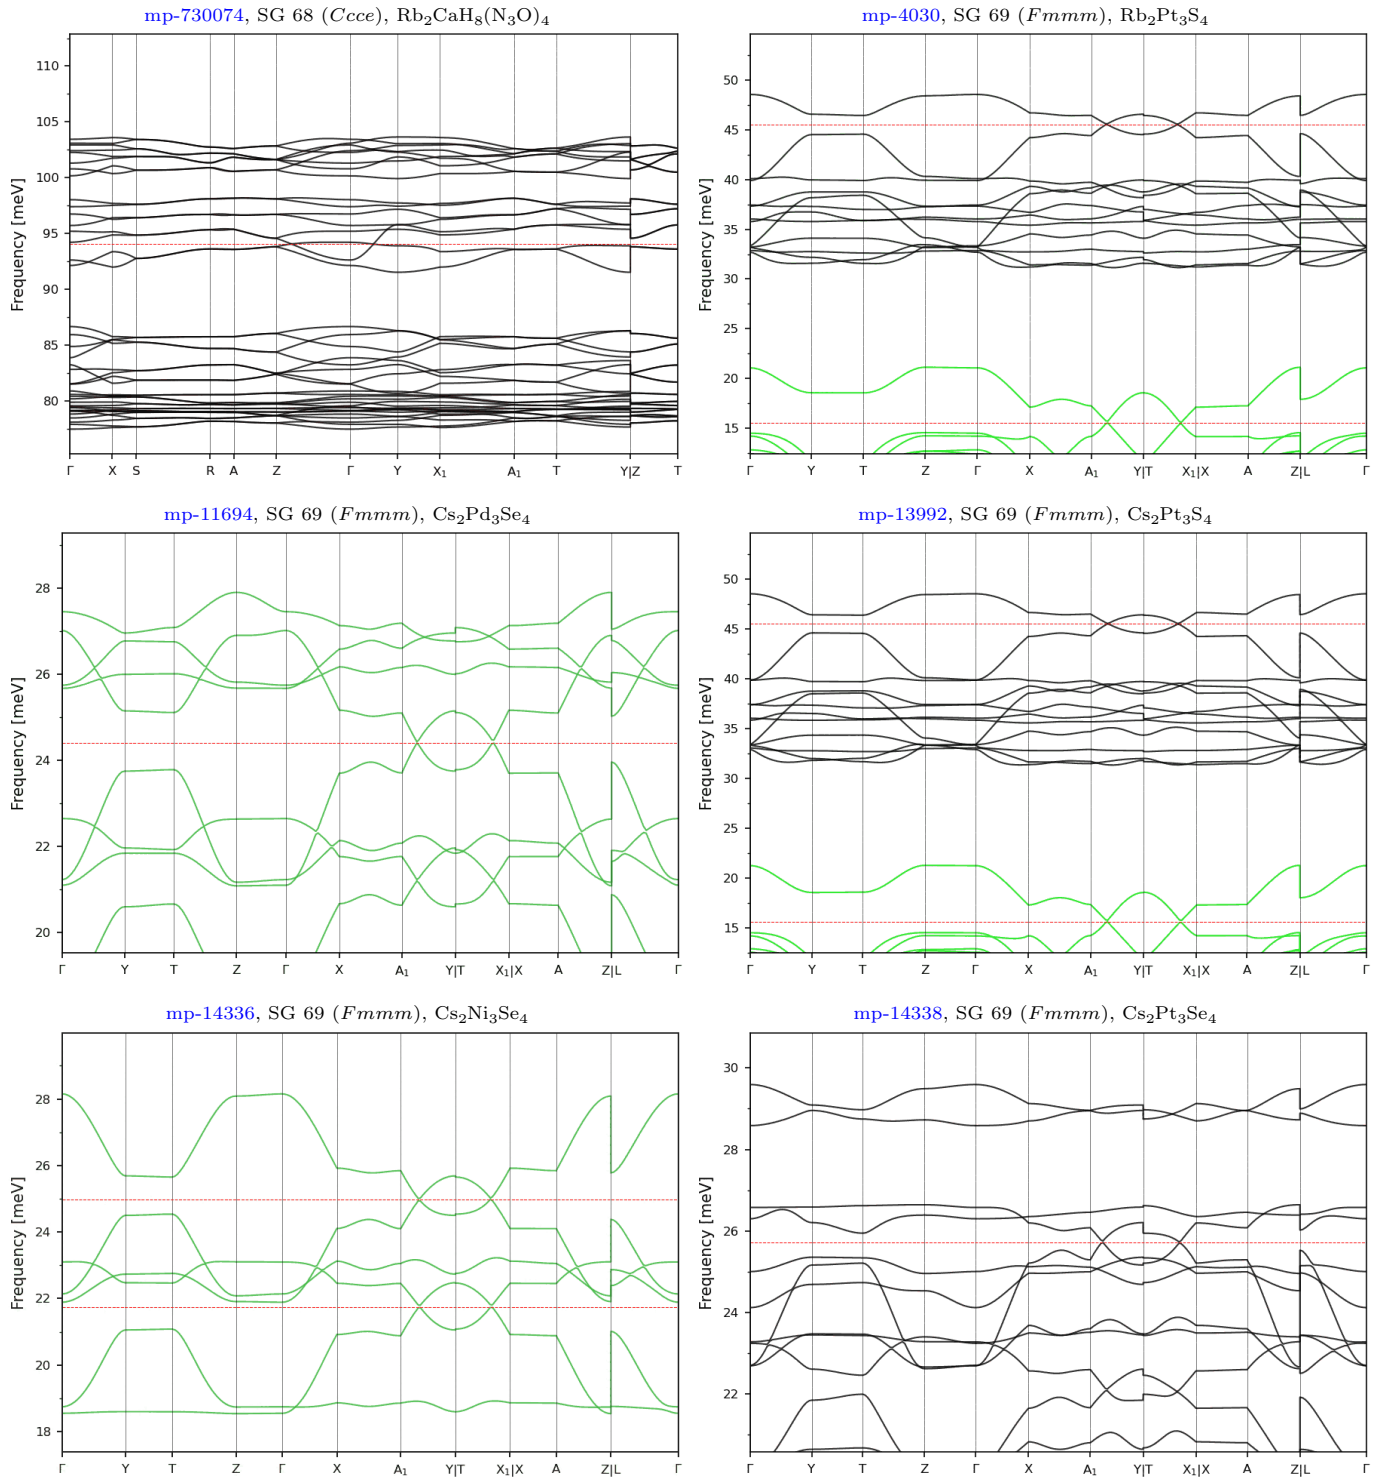 mp-730074, SG 68 (Ccce), Rb₂CaH₈(N₃O)₄
Frequency [meV]
110
105
100
95
90
85
80
Γ X S R A Z Γ Y X₁ A₁ T Y|Z T
mp-4030, SG 69 (Fmmm), Rb₂Pt₃S₄
Frequency [meV]
50
45
40
35
30
25
20
15
Γ Y T Z Γ X A₁ Y|T X₁|X A Z|L Γ
mp-11694, SG 69 (Fmmm), Cs₂Pd₃Se₄
Frequency [meV]
28
26
24
22
20
Γ Y T Z Γ X A₁ Y|T X₁|X A Z|L Γ
mp-13992, SG 69 (Fmmm), Cs₂Pt₃S₄
Frequency [meV]
50
45
40
35
30
25
20
15
Γ Y T Z Γ X A₁ Y|T X₁|X A Z|L Γ
mp-14336, SG 69 (Fmmm), Cs₂Ni₃Se₄
Frequency [meV]
28
26
24
22
20
18
Γ Y T Z Γ X A₁ Y|T X₁|X A Z|L Γ
mp-14338, SG 69 (Fmmm), Cs₂Pt₃Se₄
Frequency [meV]
30
28
26
24
22
Γ Y T Z Γ X A₁ Y|T X₁|X A Z|L Γ